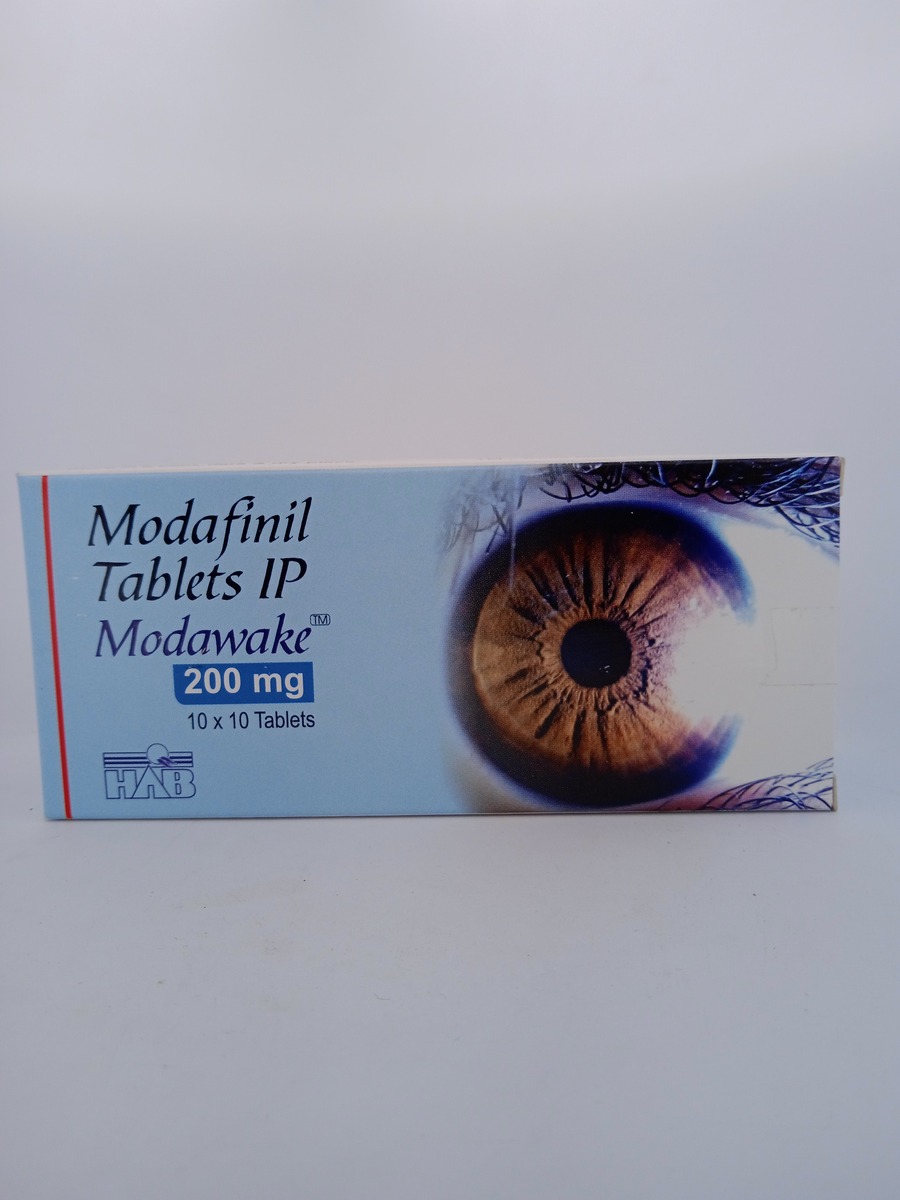 Modafinil
Tablets IP
Modawake™
200 mg
10 x 10 Tablets
HAB